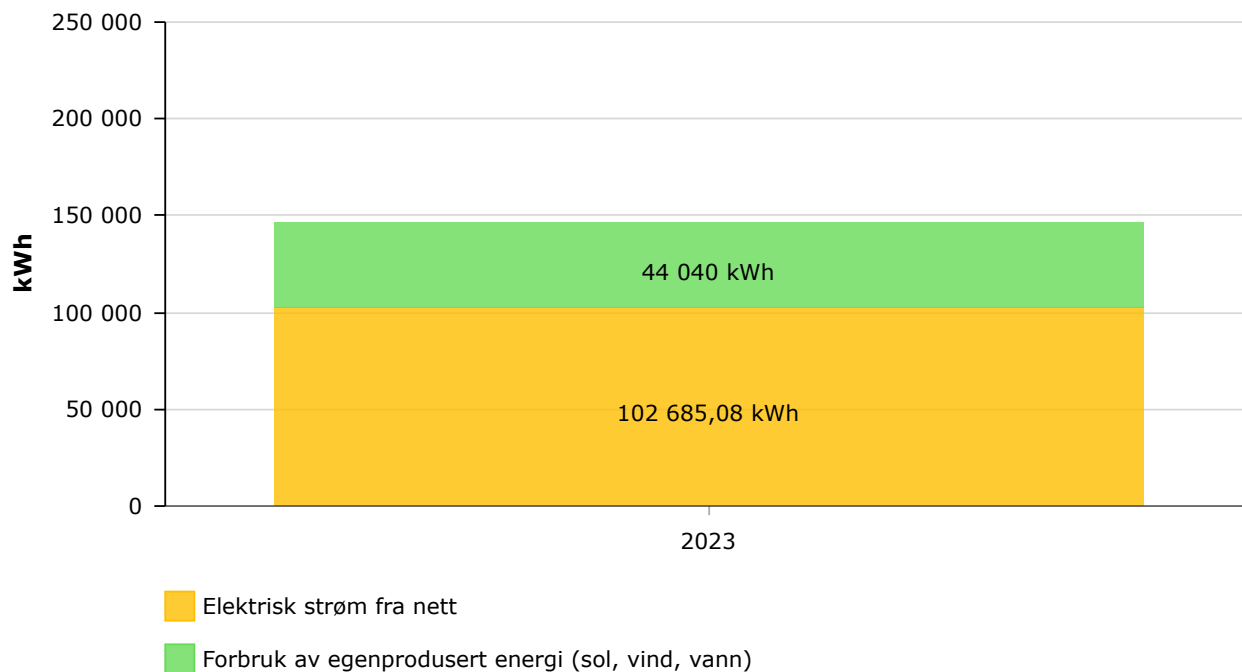 250 000
200 000
150 000
100 000
50 000
0
kWh
44 040 kWh
102 685,08 kWh
2023
Elektrisk strøm fra nett
Forbruk av egenprodusert energi (sol, vind, vann)